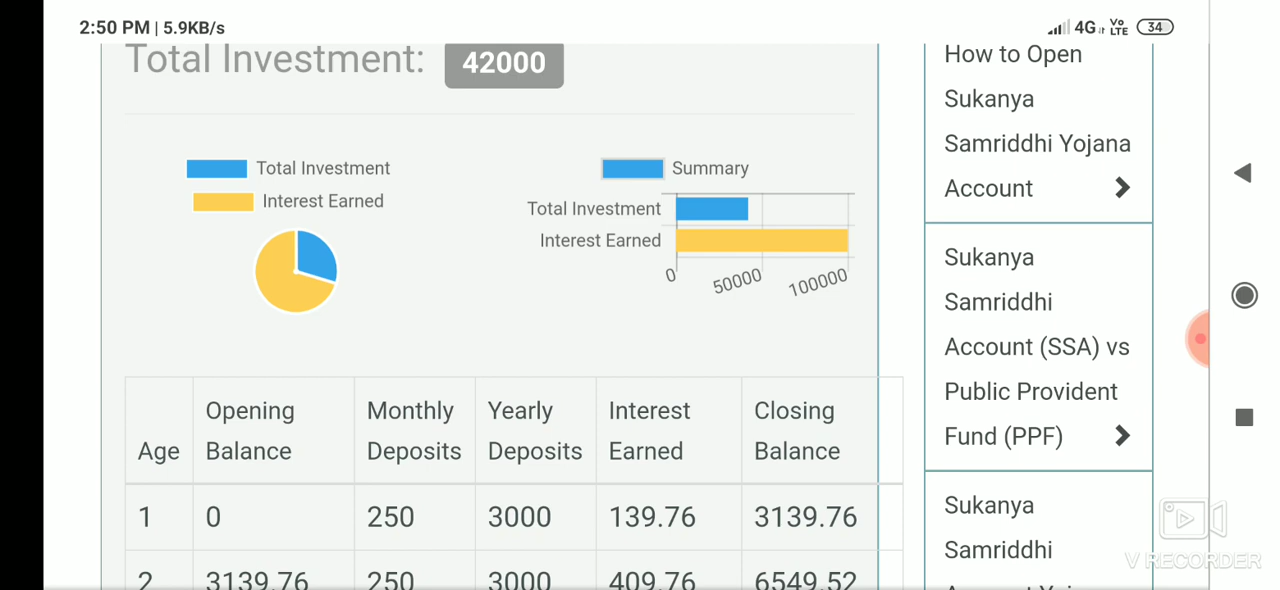 2:50 PM | 5.9KB/s
4G Vo LTE 34
Total Investment: 42000
Total Investment
Interest Earned
Summary
Total Investment
Interest Earned
0 50000 100000
Age Opening Balance Monthly Deposits Yearly Deposits Interest Earned Closing Balance
1 0 250 3000 139.76 3139.76
2 3139.76 250 3000 409.76 6549.52
How to Open
Sukanya
Samriddhi Yojana
Account
Sukanya
Samriddhi
Account (SSA) vs
Public Provident
Fund (PPF)
Sukanya
Samriddhi
V RECORDER